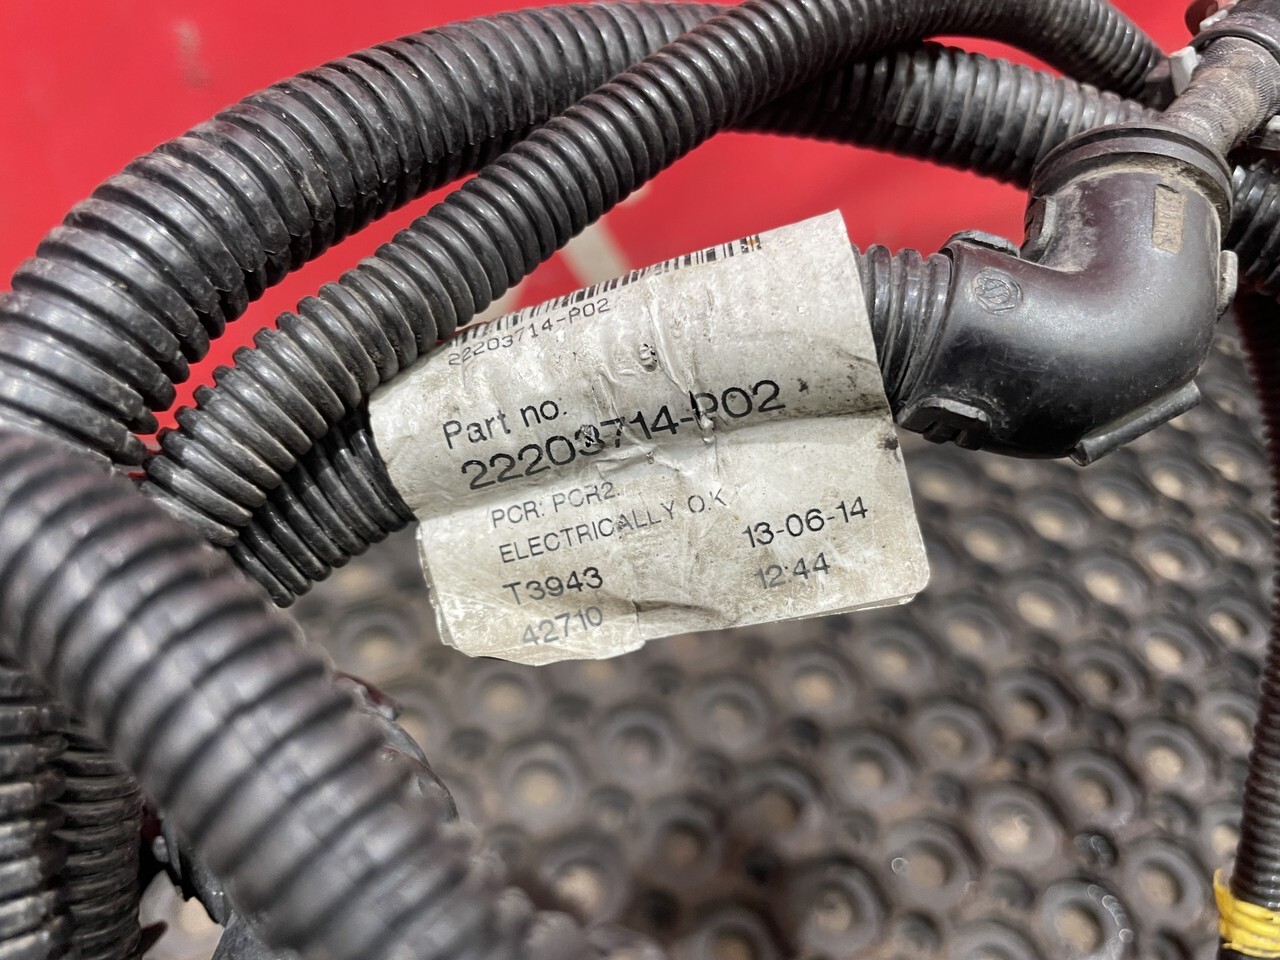 22203714-P02
Part no.
22203714-P02
PCR: PCR2
ELECTRICALLY O.K
13-06-14
T3943
12:44
42710